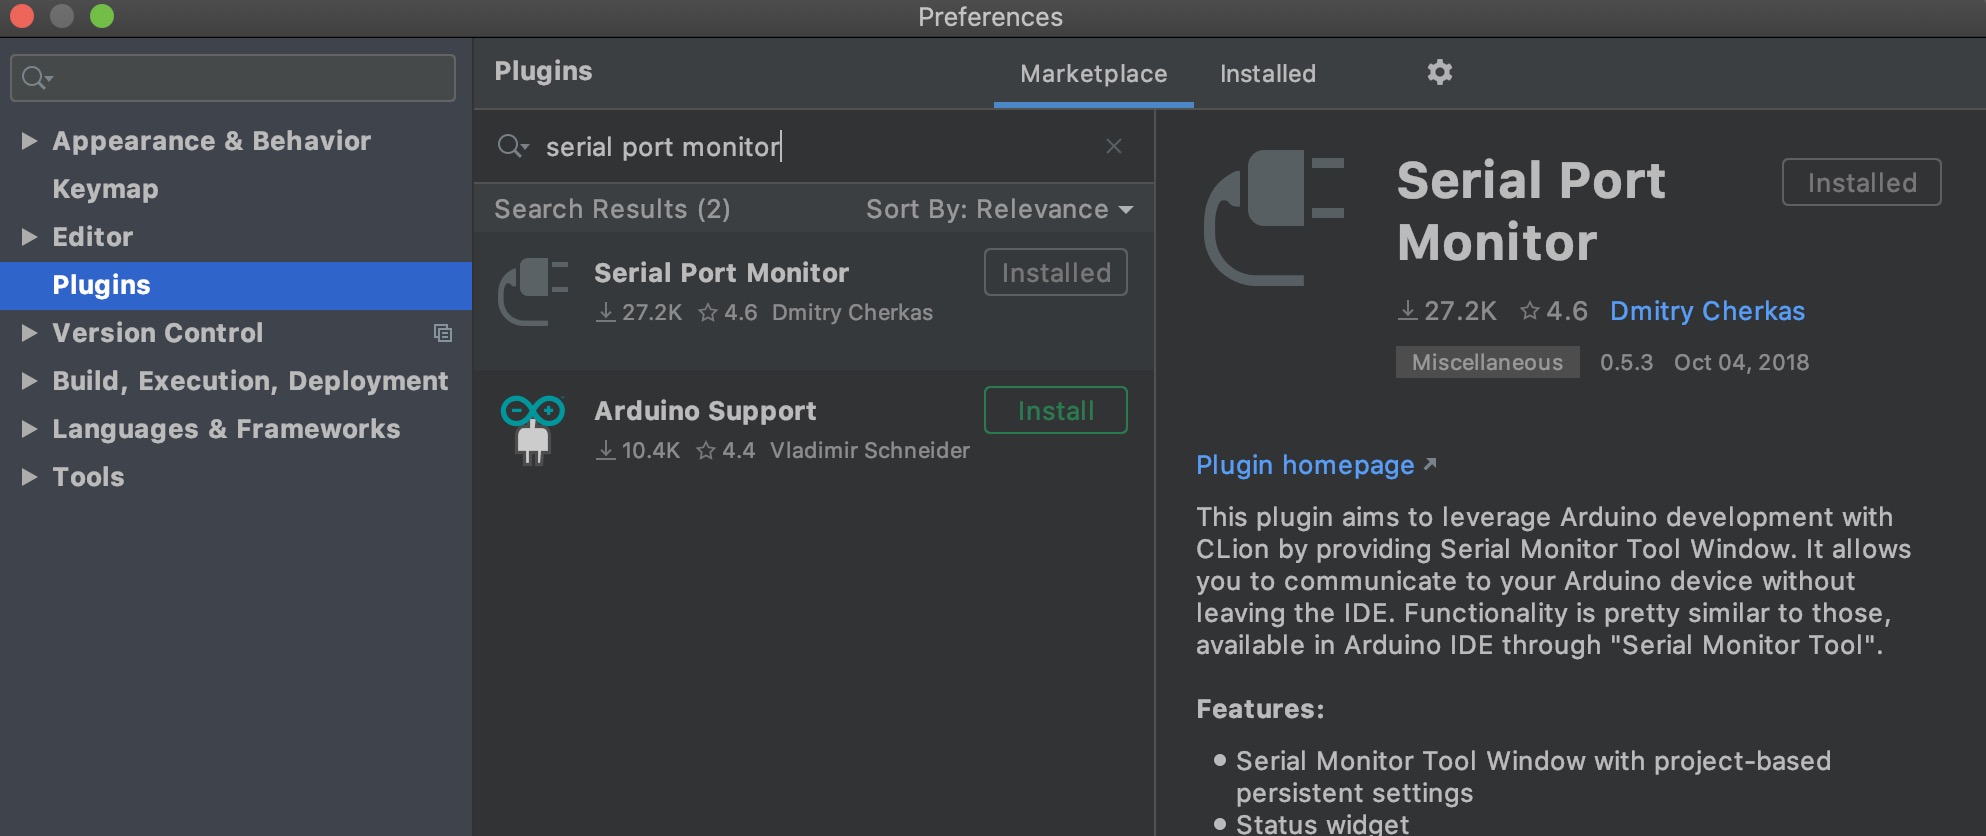 Preferences
Appearance & Behavior
Keymap
Editor
Plugins
Version Control
Build, Execution, Deployment
Languages & Frameworks
Tools
Plugins
Marketplace
Installed
serial port monitor
Search Results (2)
Sort By: Relevance
Serial Port Monitor
Installed
27.2K
4.6
Dmitry Cherkas
Arduino Support
Install
10.4K
4.4
Vladimir Schneider
Serial Port
Monitor
Installed
27.2K
4.6
Dmitry Cherkas
Miscellaneous
0.5.3
Oct 04, 2018
Plugin homepage
This plugin aims to leverage Arduino development with
CLion by providing Serial Monitor Tool Window. It allows
you to communicate to your Arduino device without
leaving the IDE. Functionality is pretty similar to those,
available in Arduino IDE through "Serial Monitor Tool".
Features:
Serial Monitor Tool Window with project-based
persistent settings
Status widget